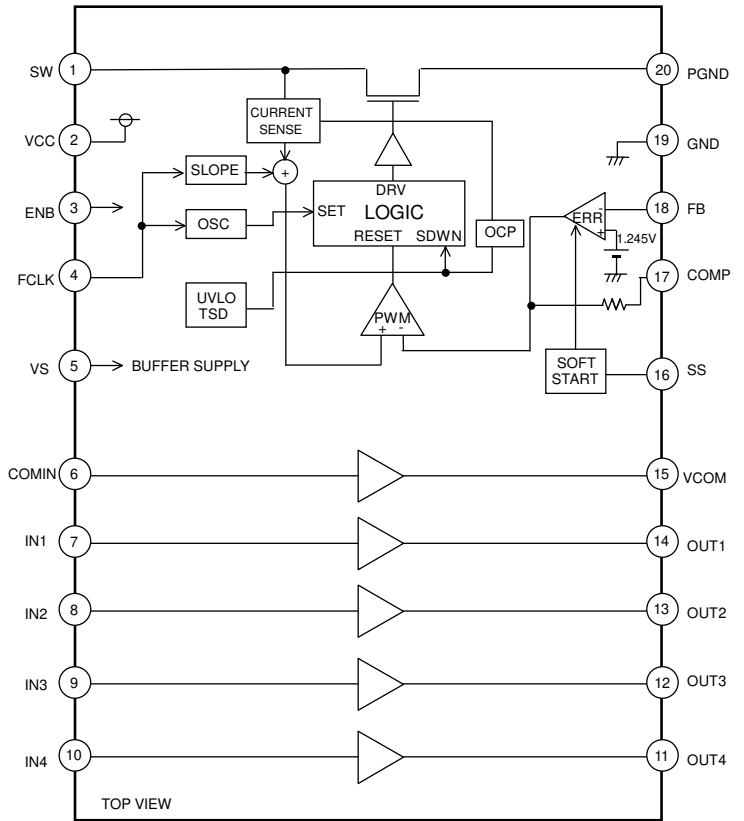 SW 1
20 PGND
CURRENT
SENSE
VCC 2
19 GND
SLOPE
+
DRV
ENB 3
SET LOGIC
OSC
RESET SDWN
OCP
ERR
-
+
18 FB
1.245V
FCLK 4
17 COMP
UVLO
TSD
PWM
+ -
VS 5 BUFFER SUPPLY
SOFT
START
16 SS
COMIN 6
15 VCOM
IN1 7
14 OUT1
IN2 8
13 OUT2
IN3 9
12 OUT3
IN4 10
11 OUT4
TOP VIEW